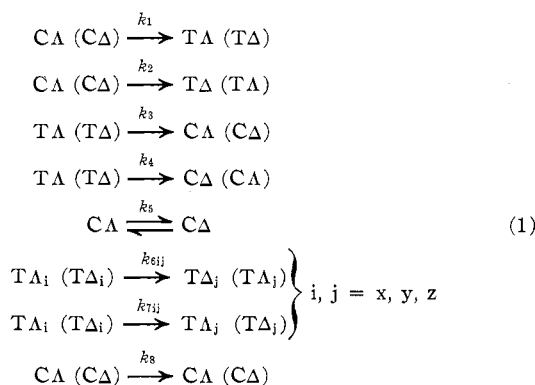 CΛ (CΔ) —k₁→ TΛ (TΔ)
CΛ (CΔ) —k₂→ TΔ (TΛ)
TΛ (TΔ) —k₃→ CΛ (CΔ)
TΛ (TΔ) —k₄→ CΔ (CΛ)
CΛ ⇌k₅ CΔ (1)
TΛᵢ (TΔᵢ) —k₆ᵢⱼ→ TΔⱼ (TΛⱼ)
TΛᵢ (TΔᵢ) —k₇ᵢⱼ→ TΛⱼ (TΔⱼ) } i, j = x, y, z
CΛ (CΔ) —k₈→ CΛ (CΔ)